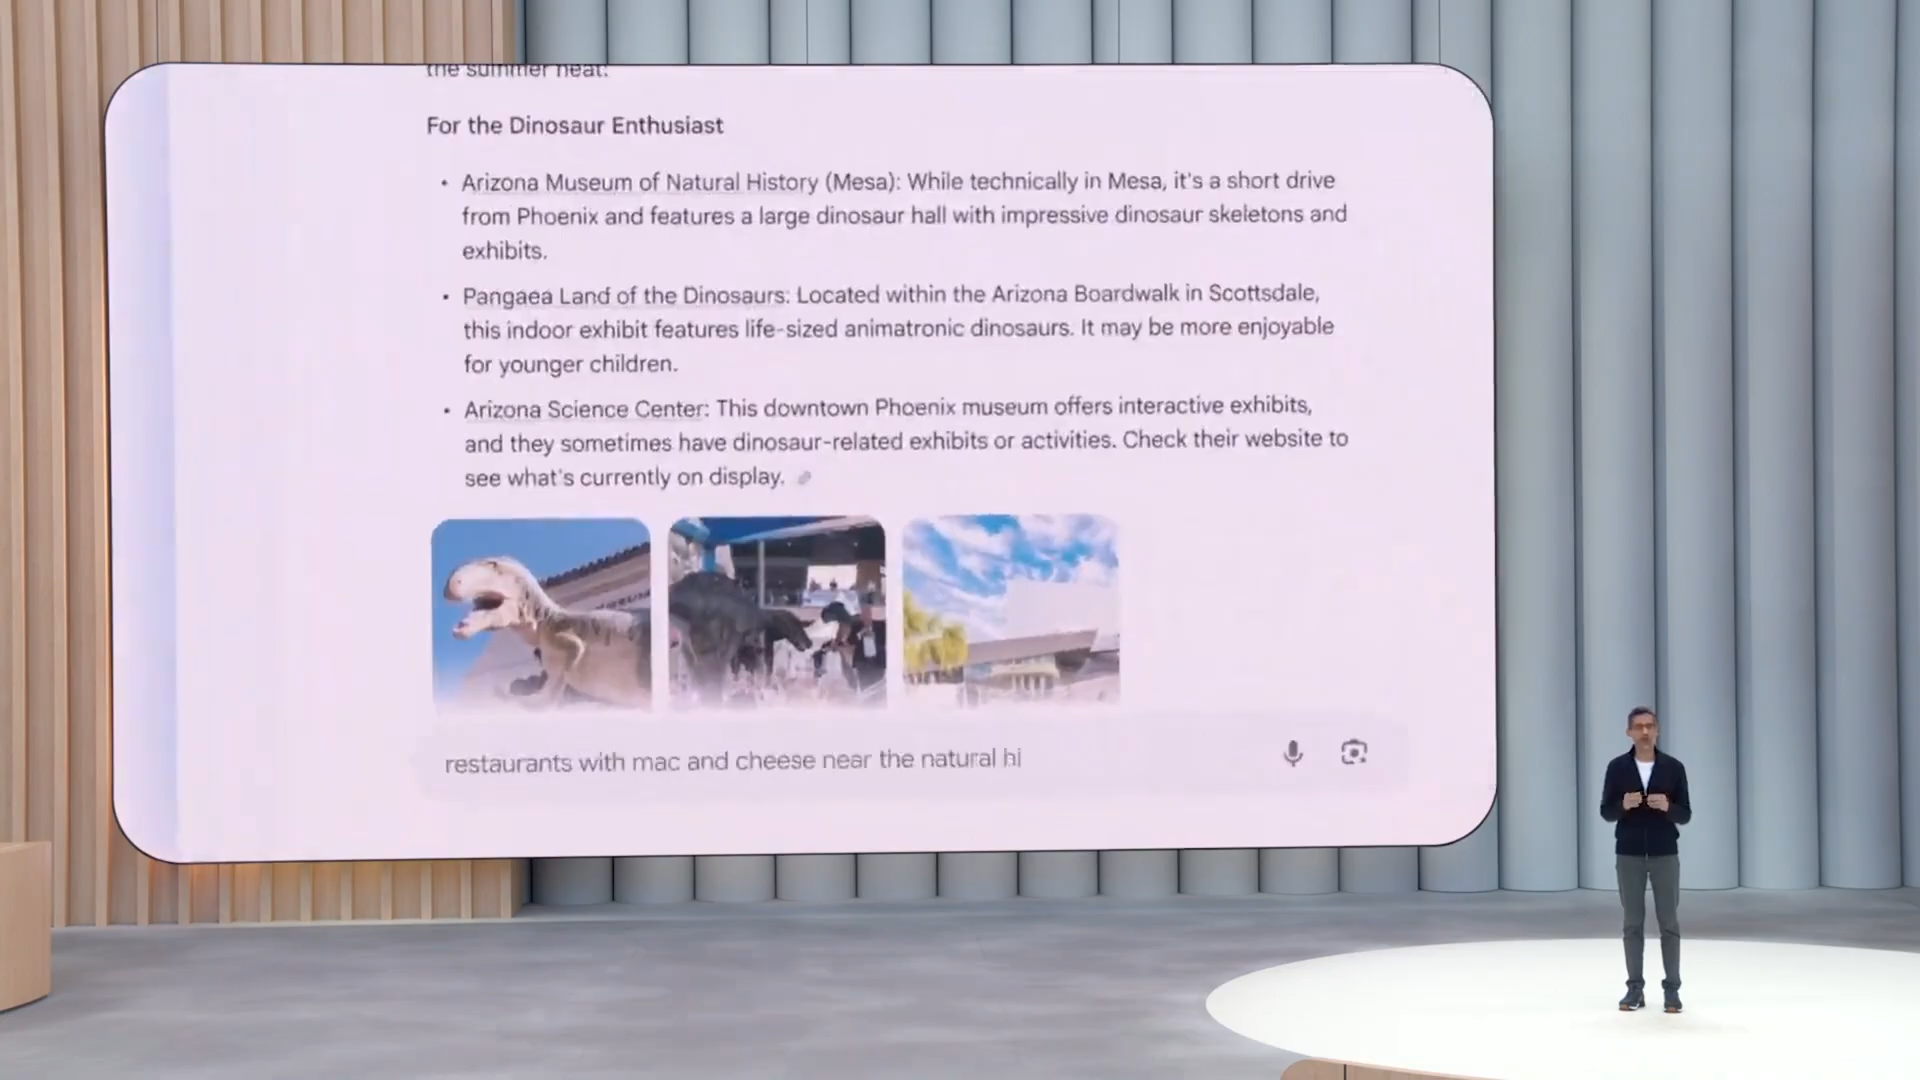 the summer heat:
For the Dinosaur Enthusiast
• Arizona Museum of Natural History (Mesa): While technically in Mesa, it's a short drive
from Phoenix and features a large dinosaur hall with impressive dinosaur skeletons and
exhibits.
• Pangaea Land of the Dinosaurs: Located within the Arizona Boardwalk in Scottsdale,
this indoor exhibit features life-sized animatronic dinosaurs. It may be more enjoyable
for younger children.
• Arizona Science Center: This downtown Phoenix museum offers interactive exhibits,
and they sometimes have dinosaur-related exhibits or activities. Check their website to
see what's currently on display.
restaurants with mac and cheese near the natural hi